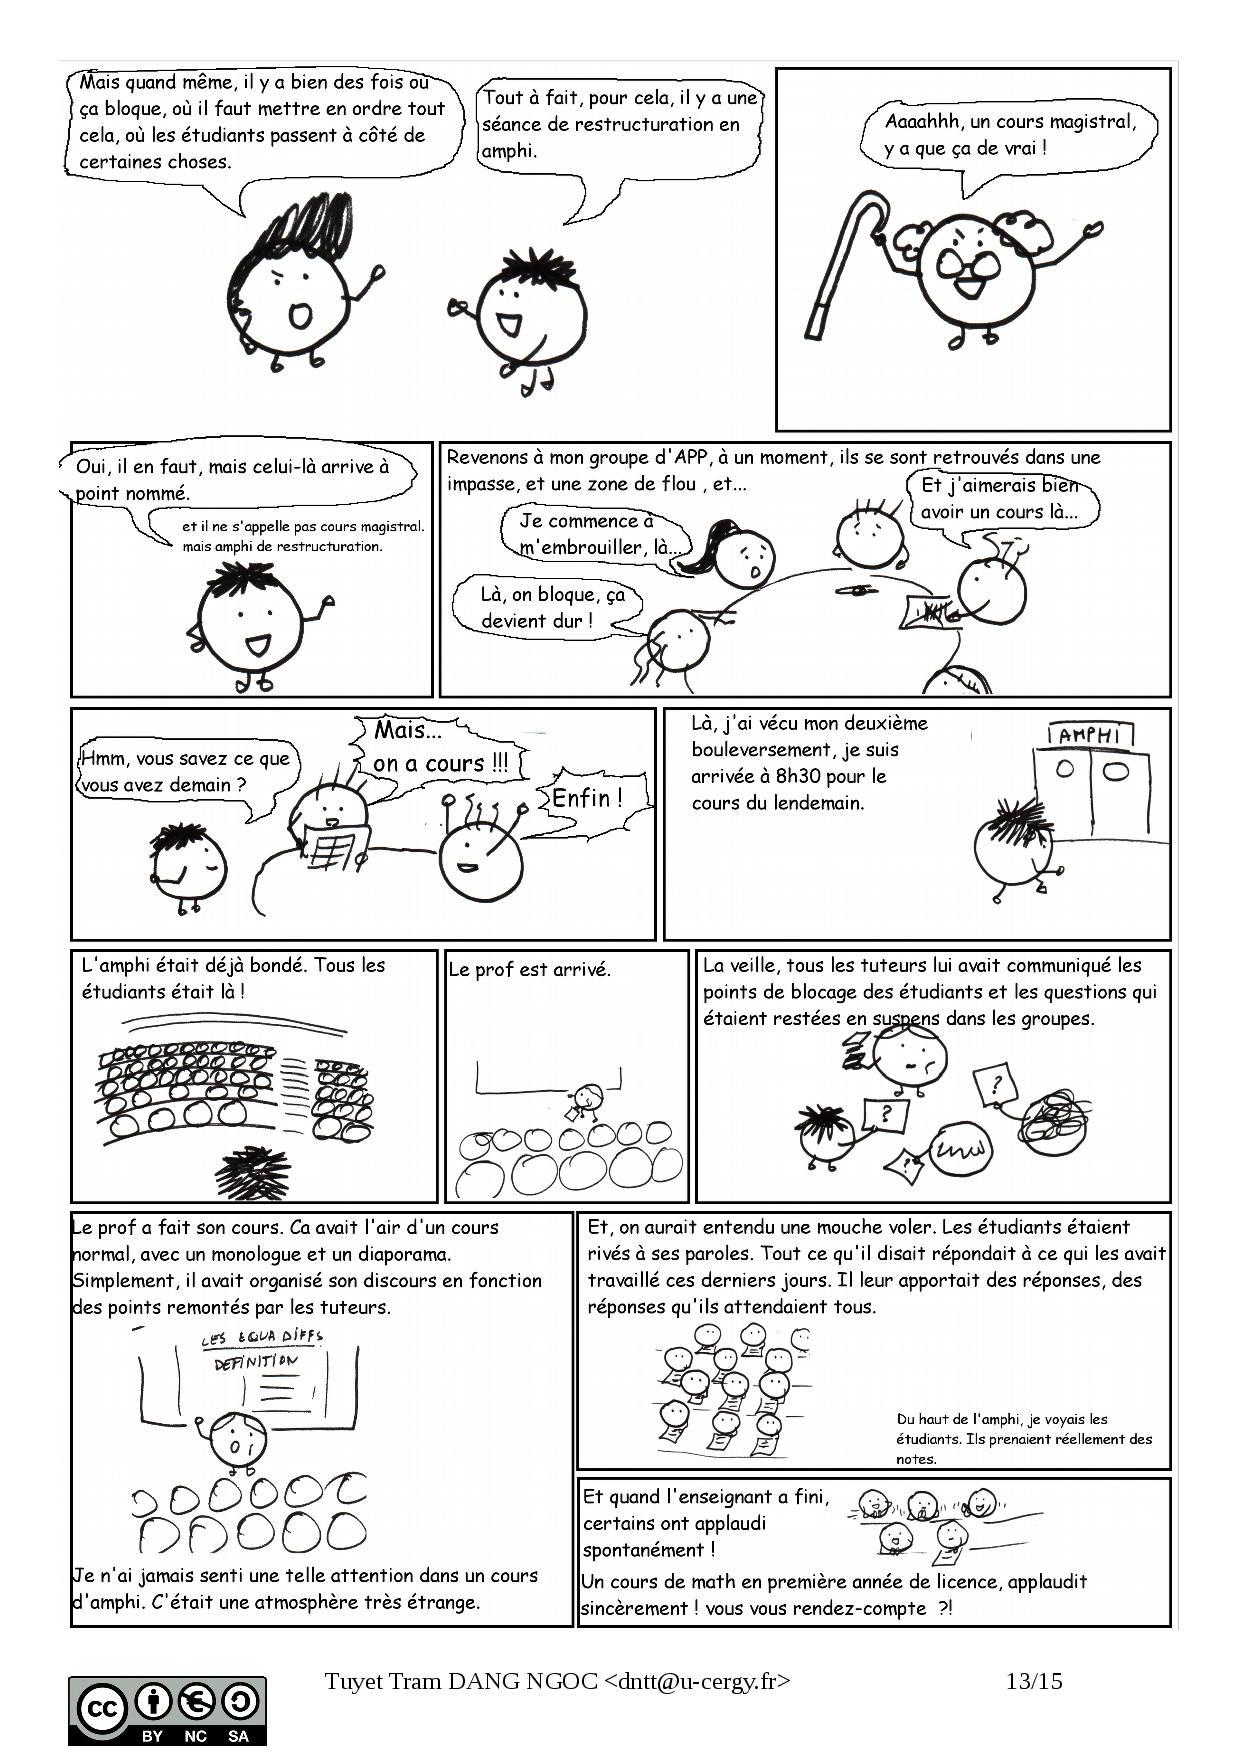 Mais quand même, il y a bien des fois où
ça bloque, où il faut mettre en ordre tout
cela, où les étudiants passent à côté de
certaines choses.
Tout à fait, pour cela, il y a une
séance de restructuration en
amphi.
Aaaahhh, un cours magistral,
y a que ça de vrai !
Oui, il en faut, mais celui-là arrive à
point nommé.
et il ne s'appelle pas cours magistral.
mais amphi de restructuration.
Revenons à mon groupe d'APP, à un moment, ils se sont retrouvés dans une
impasse, et une zone de flou , et...
Et j'aimerais bien
avoir un cours là...
Je commence à
m'embrouiller, là...
Là, on bloque, ça
devient dur !
Hmm, vous savez ce que
vous avez demain ?
Mais...
on a cours !!!
Enfin !
Là, j'ai vécu mon deuxième
bouleversement, je suis
arrivée à 8h30 pour le
cours du lendemain.
AMPHI
L'amphi était déjà bondé. Tous les
étudiants était là !
Le prof est arrivé.
La veille, tous les tuteurs lui avait communiqué les
points de blocage des étudiants et les questions qui
étaient restées en suspens dans les groupes.
?
?
?
Le prof a fait son cours. Ca avait l'air d'un cours
normal, avec un monologue et un diaporama.
Simplement, il avait organisé son discours en fonction
des points remontés par les tuteurs.
LES EQUA DIFFS
DEFINITION
Je n'ai jamais senti une telle attention dans un cours
d'amphi. C'était une atmosphère très étrange.
Et, on aurait entendu une mouche voler. Les étudiants étaient
rivés à ses paroles. Tout ce qu'il disait répondait à ce qui les avait
travaillé ces derniers jours. Il leur apportait des réponses, des
réponses qu'ils attendaient tous.
Du haut de l'amphi, je voyais les
étudiants. Ils prenaient réellement des
notes.
Et quand l'enseignant a fini,
certains ont applaudi
spontanément !
Un cours de math en première année de licence, applaudit
sincèrement ! vous vous rendez-compte ?!
cc BY NC SA
Tuyet Tram DANG NGOC <dntt@u-cergy.fr>
13/15